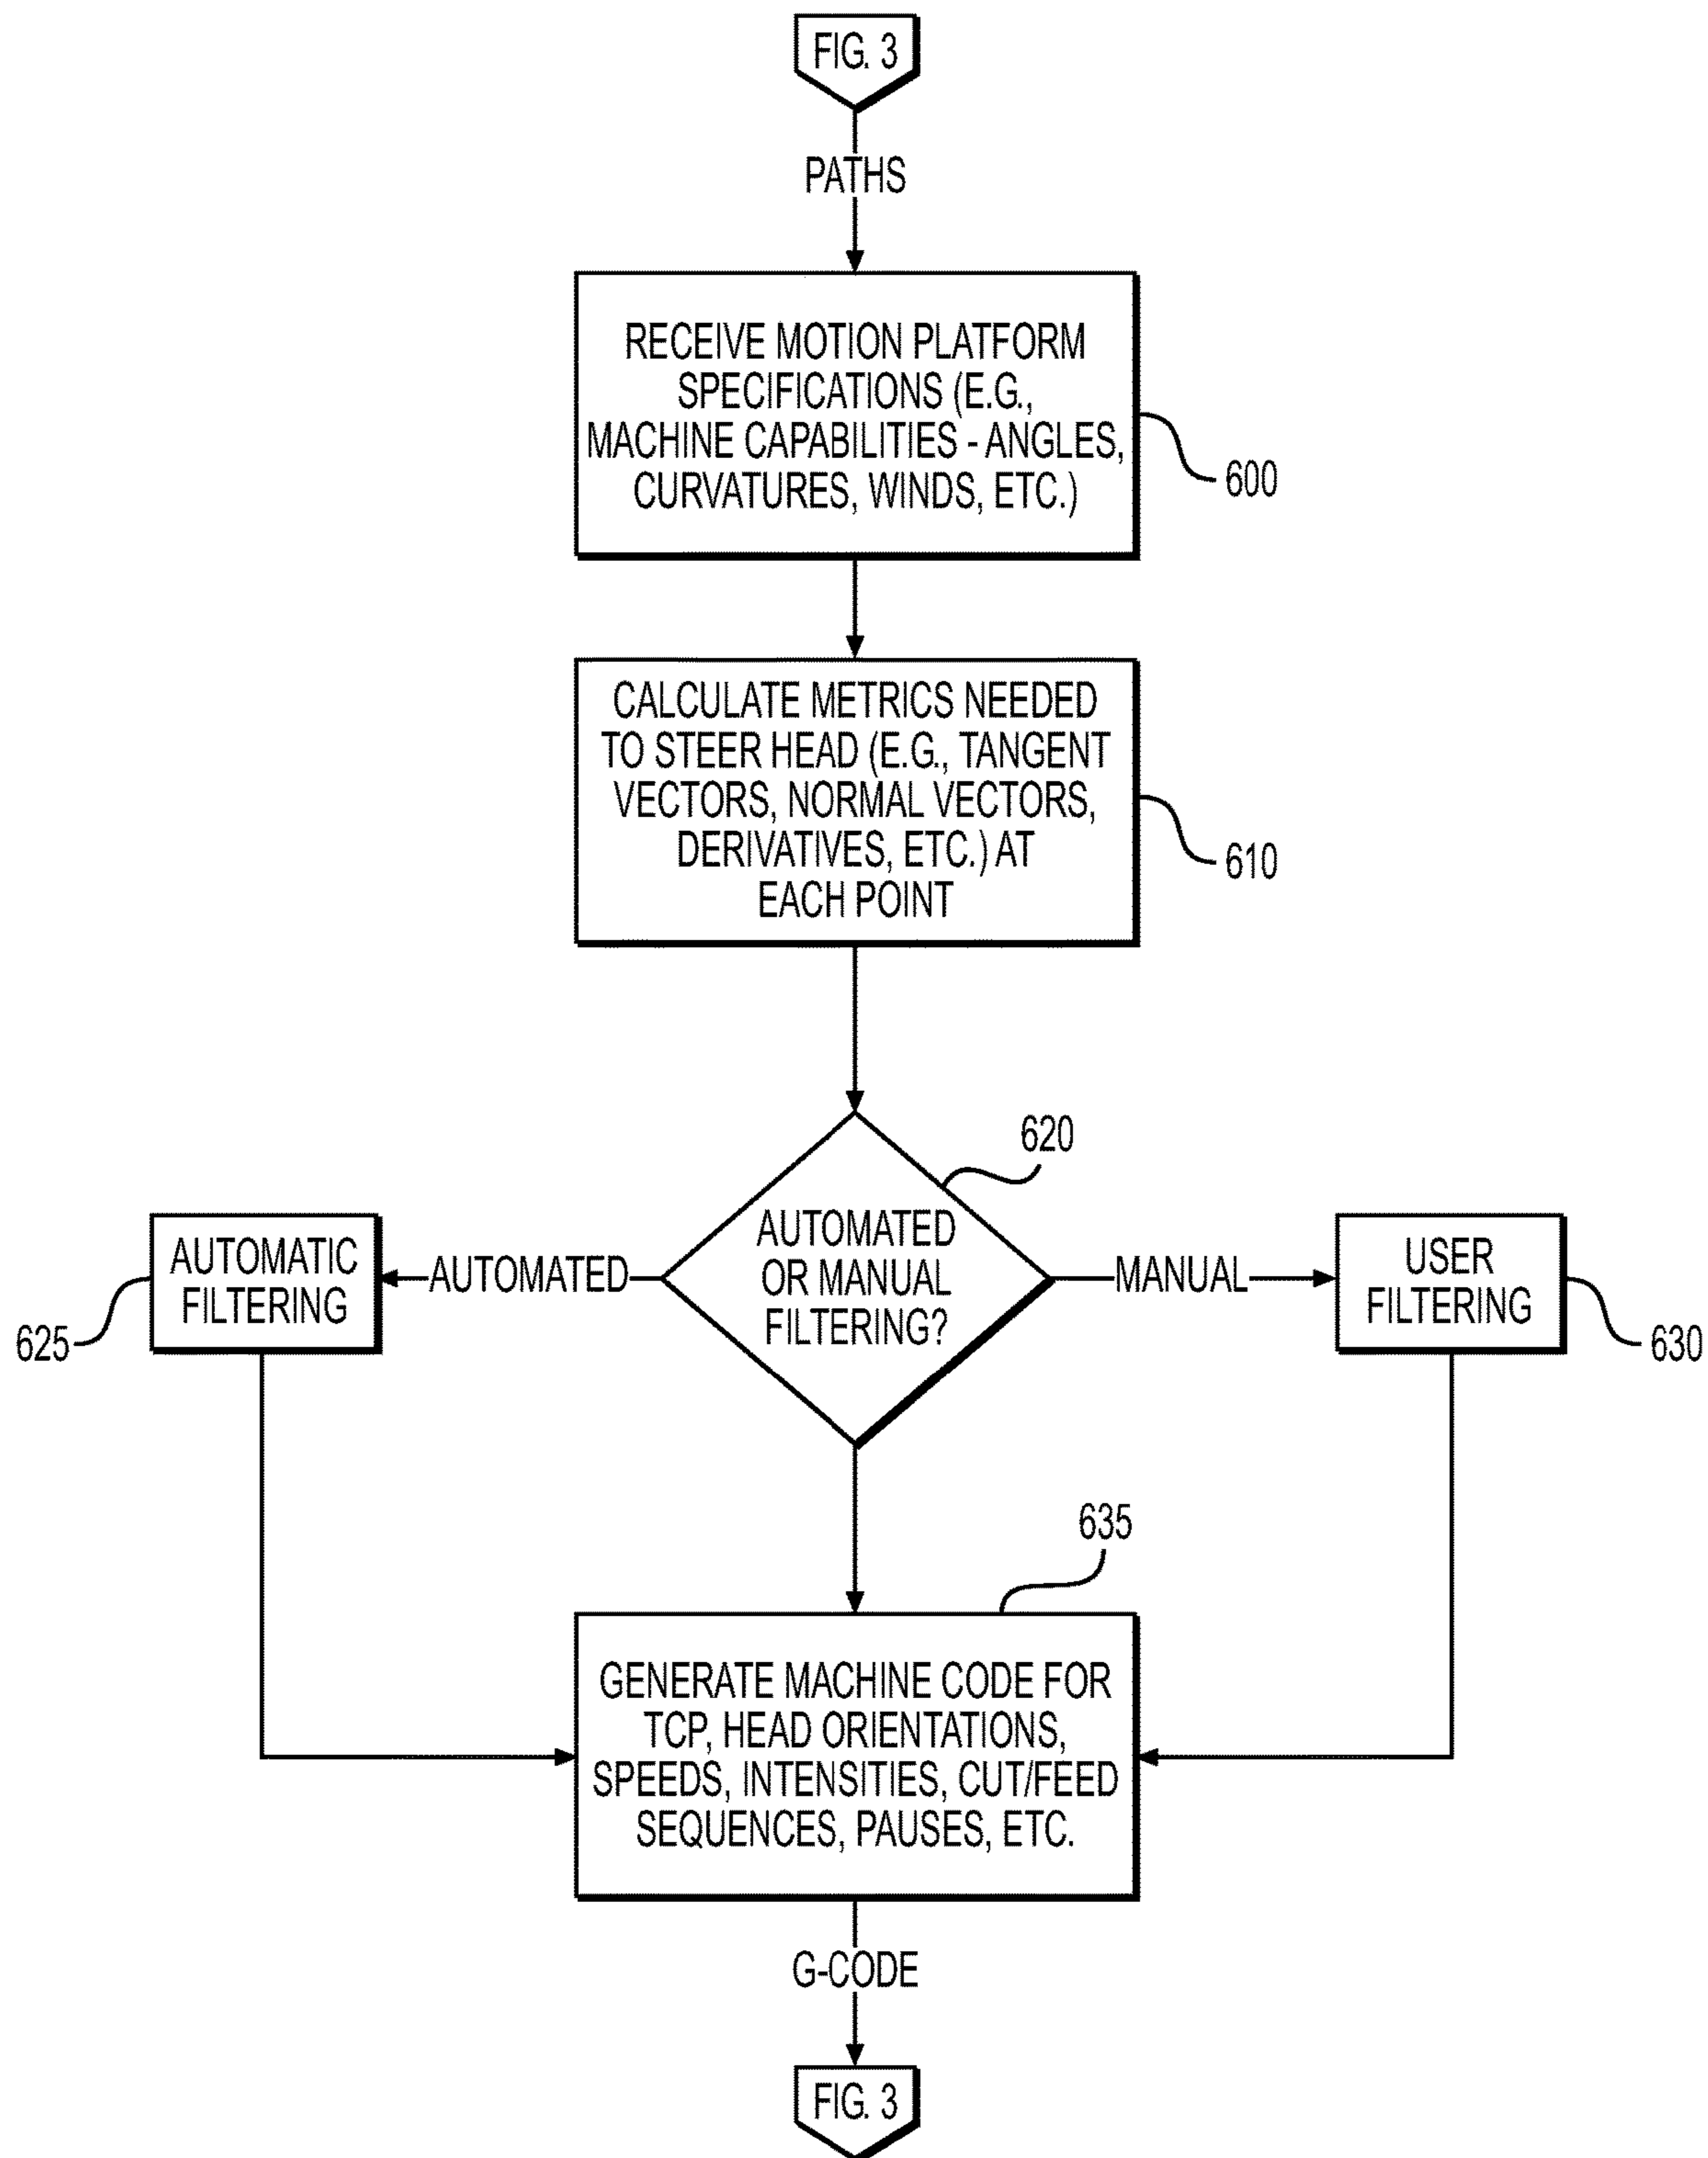 FIG. 3
PATHS
RECEIVE MOTION PLATFORM
SPECIFICATIONS (E.G.,
MACHINE CAPABILITIES - ANGLES,
CURVATURES, WINDS, ETC.)
600
CALCULATE METRICS NEEDED
TO STEER HEAD (E.G., TANGENT
VECTORS, NORMAL VECTORS,
DERIVATIVES, ETC.) AT
EACH POINT
610
620
AUTOMATED
OR MANUAL
FILTERING?
AUTOMATED
MANUAL
AUTOMATIC
FILTERING
625
USER
FILTERING
630
635
GENERATE MACHINE CODE FOR
TCP, HEAD ORIENTATIONS,
SPEEDS, INTENSITIES, CUT/FEED
SEQUENCES, PAUSES, ETC.
G-CODE
FIG. 3